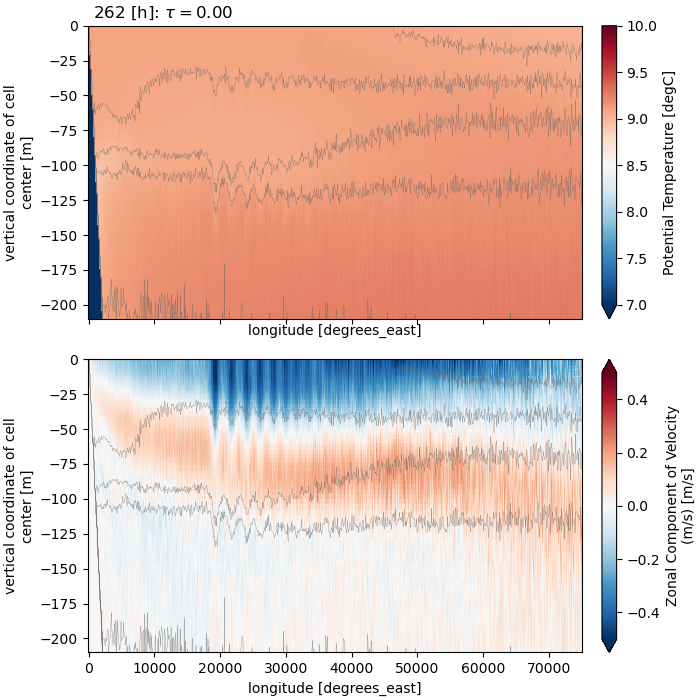 262 [h]: τ = 0.00
0
−25
−50
−75
−100
−125
−150
−175
−200
vertical coordinate of cell
center [m]
longitude [degrees_east]
10.0
9.5
9.0
8.5
8.0
7.5
7.0
Potential Temperature [degC]
0
−25
−50
−75
−100
−125
−150
−175
−200
vertical coordinate of cell
center [m]
0 10000 20000 30000 40000 50000 60000 70000
longitude [degrees_east]
0.4
0.2
0.0
−0.2
−0.4
Zonal Component of Velocity
(m/s) [m/s]